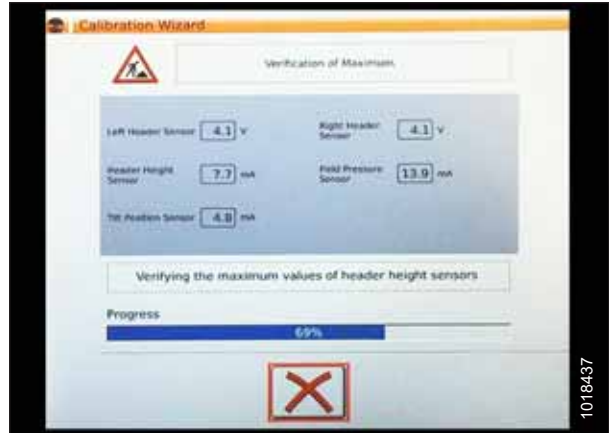 Calibration Wizard
Verification of Maximum
Left Header Sensor 4.1 V
Right Header Sensor 4.1 V
Header Height Sensor 7.7 mA
Field Pressure Sensor 13.9 mA
Tilt Position Sensor 4.8 mA
Verifying the maximum values of header height sensors
Progress
69%
1018437